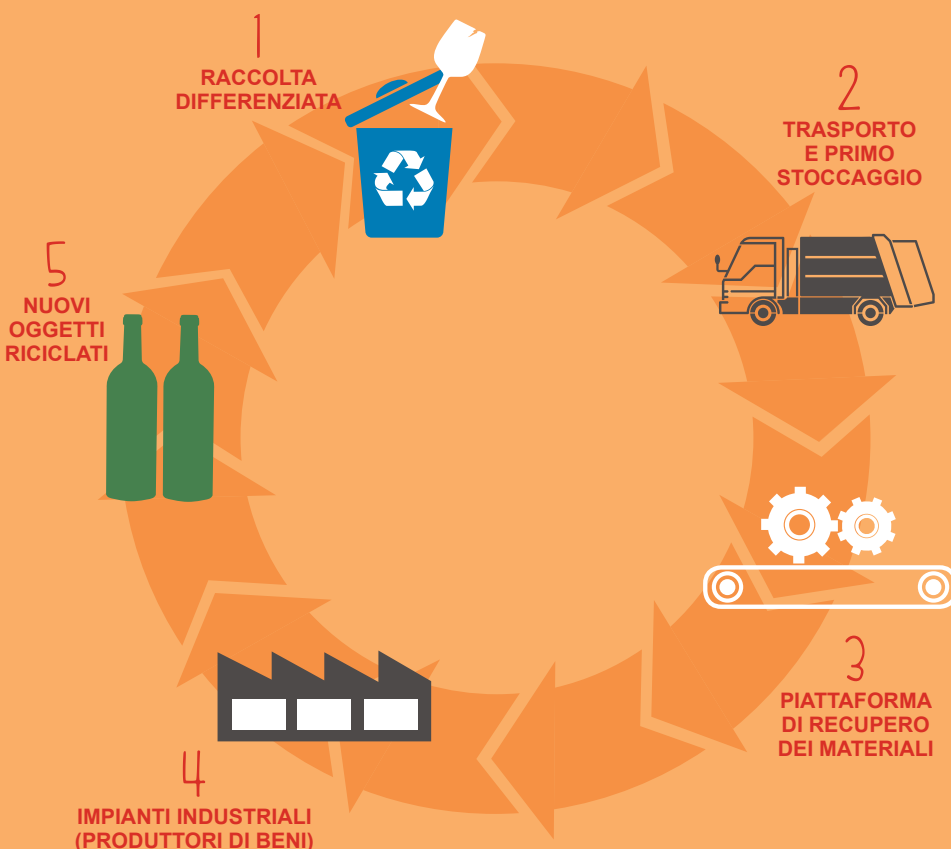 1
RACCOLTA
DIFFERENZIATA
2
TRASPORTO
E PRIMO
STOCCAGGIO
3
PIATTAFORMA
DI RECUPERO
DEI MATERIALI
4
IMPIANTI INDUSTRIALI
(PRODUTTORI DI BENI)
5
NUOVI
OGGETTI
RICICLATI